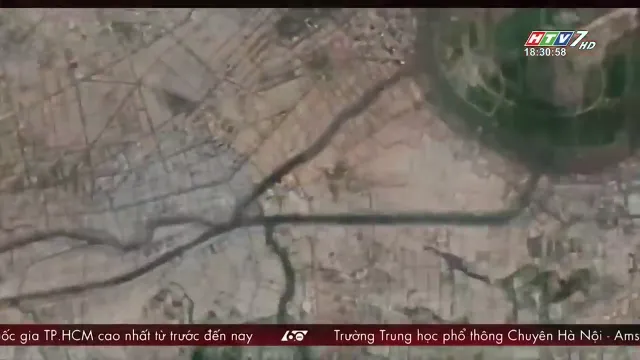 HTV7 HD
18:30:58
ốc gia TP.HCM cao nhất từ trước đến nay 60 Trường Trung học phổ thông Chuyên Hà Nội - Ams